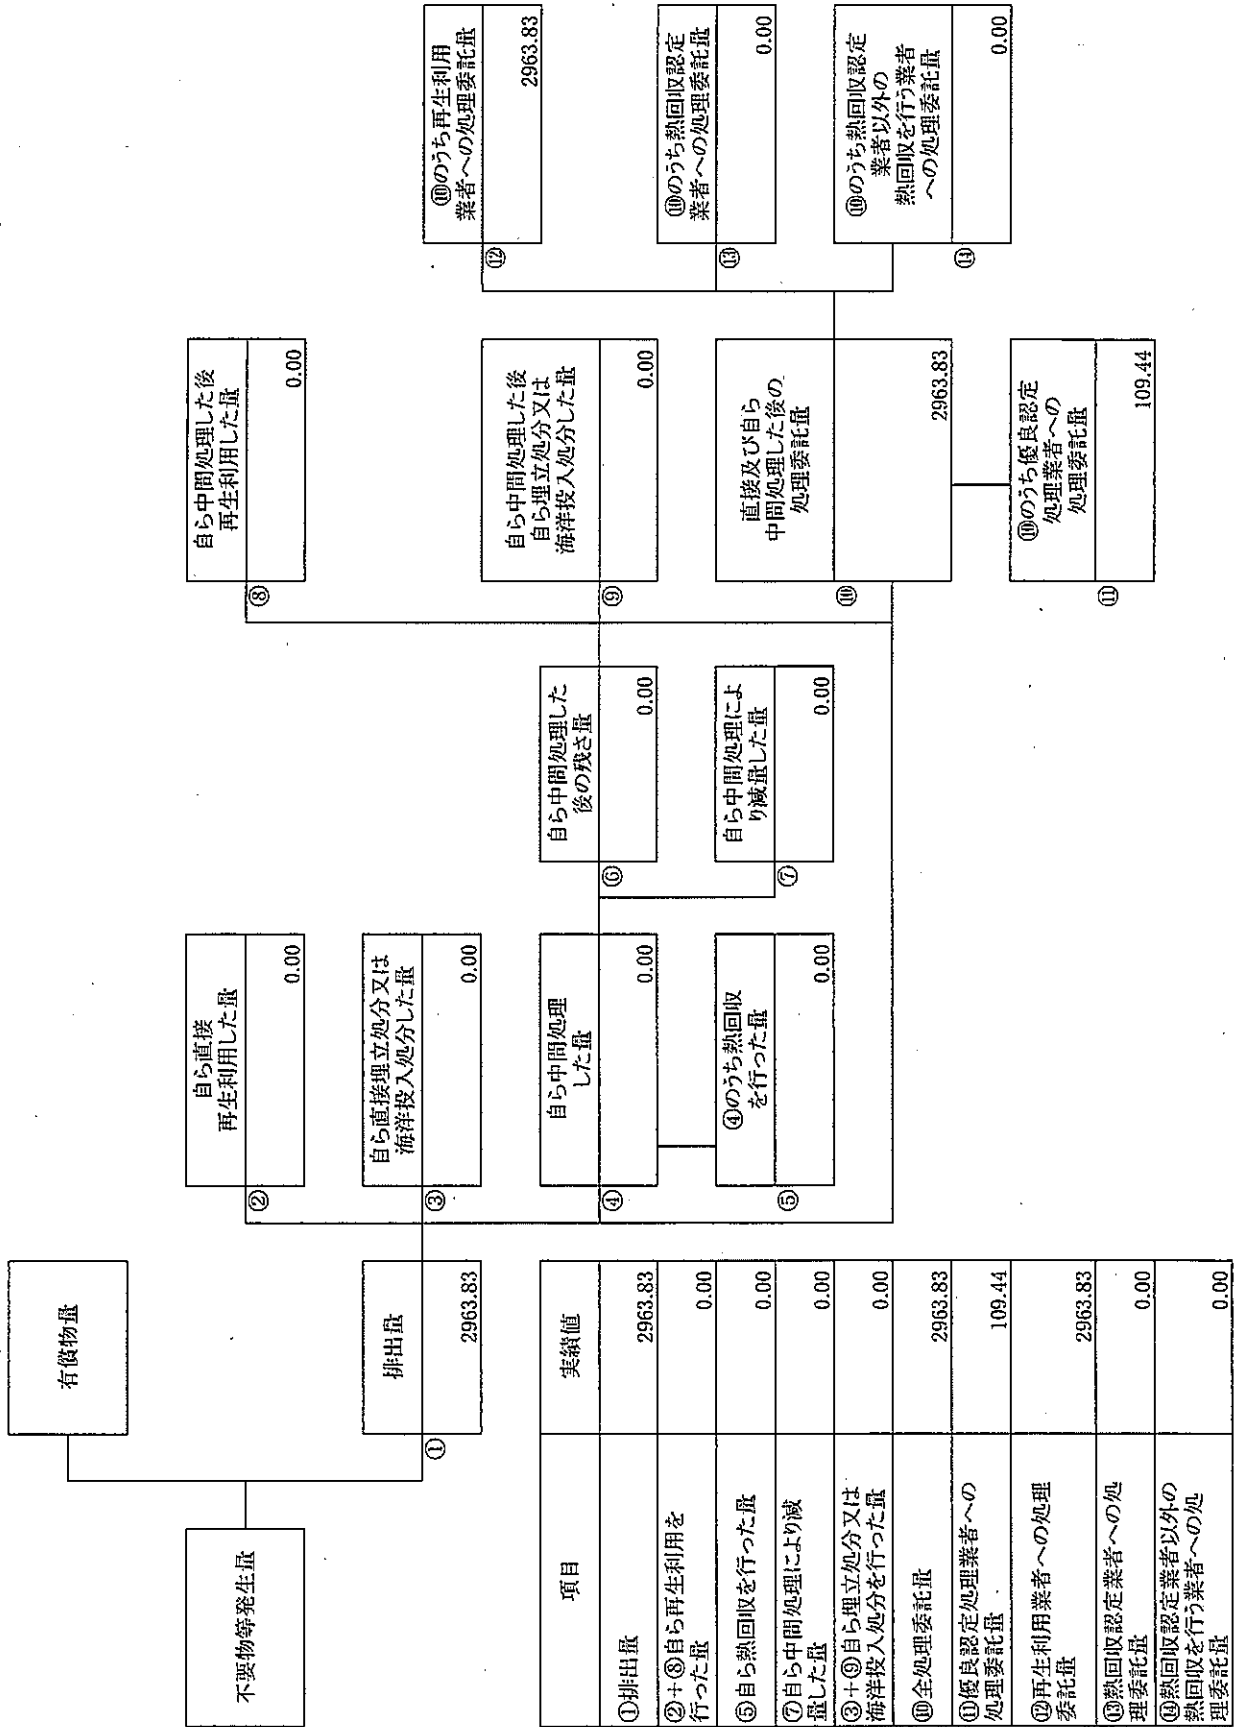 不要物等発生量
有償物量
排出量
①
2963.83
自ら直接
再生利用した量
②
0.00
自ら直接埋立処分又は
海洋投入処分した量
③
0.00
自ら中間処理
した量
④
0.00
④のうち熱回収
を行った量
⑤
0.00
自ら中間処理した
後の残さ量
⑥
0.00
自ら中間処理によ
り減量した量
⑦
0.00
自ら中間処理した後
再生利用した量
⑧
0.00
自ら中間処理した後
自ら埋立処分又は
海洋投入処分した量
⑨
0.00
直接及び自ら
中間処理した後の
処理委託量
⑩
2963.83
⑩のうち優良認定
処理業者への
処理委託量
⑪
109.44
⑩のうち再生利用
業者への処理委託量
⑫
2963.83
⑩のうち熱回収認定
業者への処理委託量
⑬
0.00
⑩のうち熱回収認定
業者以外の
熱回収を行う業者
への処理委託量
⑭
0.00
項目 実績値
①排出量 2963.83
②+⑧自ら再生利用を
行った量 0.00
⑤自ら熱回収を行った量 0.00
⑦自ら中間処理により減
量した量 0.00
③+⑨自ら埋立処分又は
海洋投入処分を行った量 0.00
⑩全処理委託量 2963.83
⑪優良認定処理業者への
処理委託量 109.44
⑫再生利用業者への処理
委託量 2963.83
⑬熱回収認定業者への処
理委託量 0.00
⑭熱回収認定業者以外の
熱回収を行う業者への処
理委託量 0.00